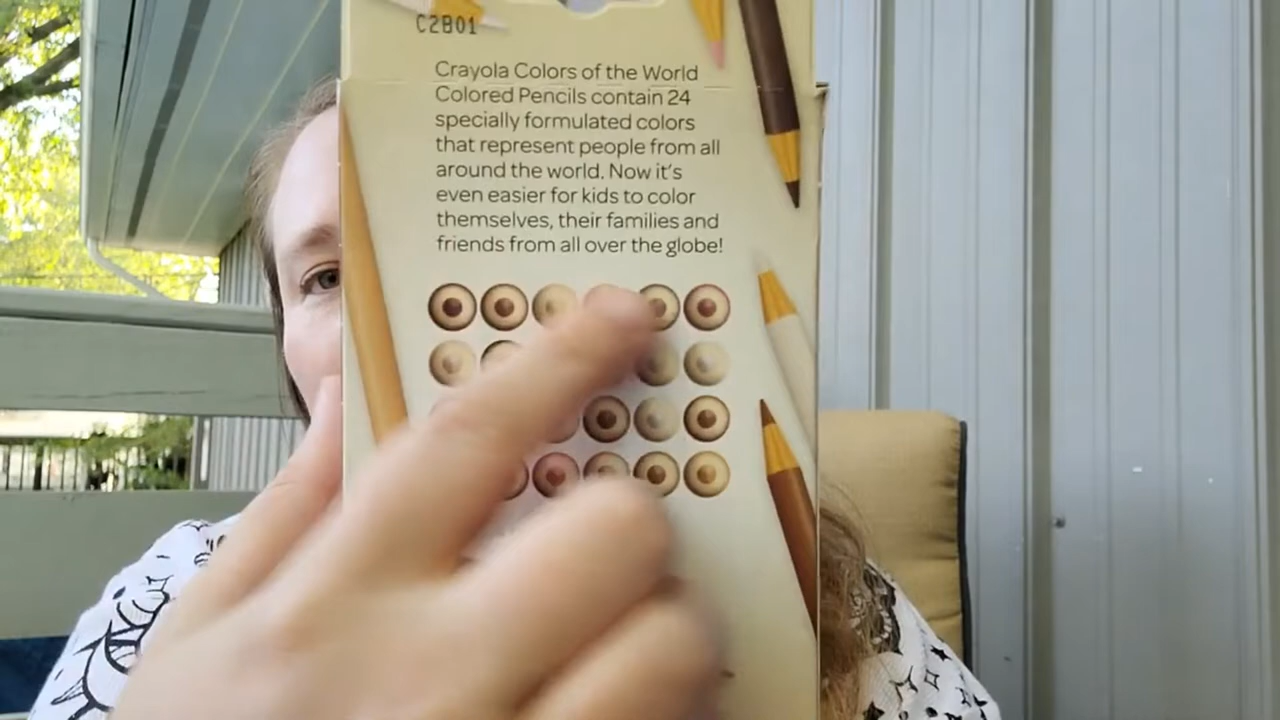 C2B01
Crayola Colors of the World
Colored Pencils contain 24
specially formulated colors
that represent people from all
around the world. Now it's
even easier for kids to color
themselves, their families and
friends from all over the globe!